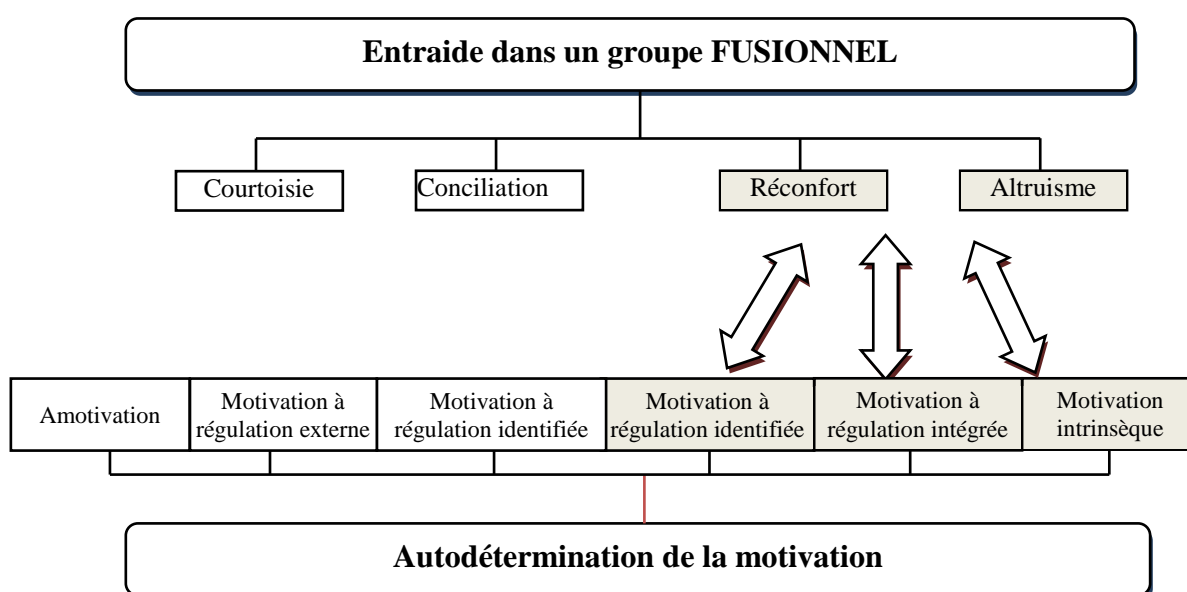 Entraide dans un groupe FUSIONNEL
Courtoisie
Conciliation
Réconfort
Altruisme
Amotivation
Motivation à
régulation externe
Motivation à
régulation identifiée
Motivation à
régulation identifiée
Motivation à
régulation intégrée
Motivation
intrinsèque
Autodétermination de la motivation